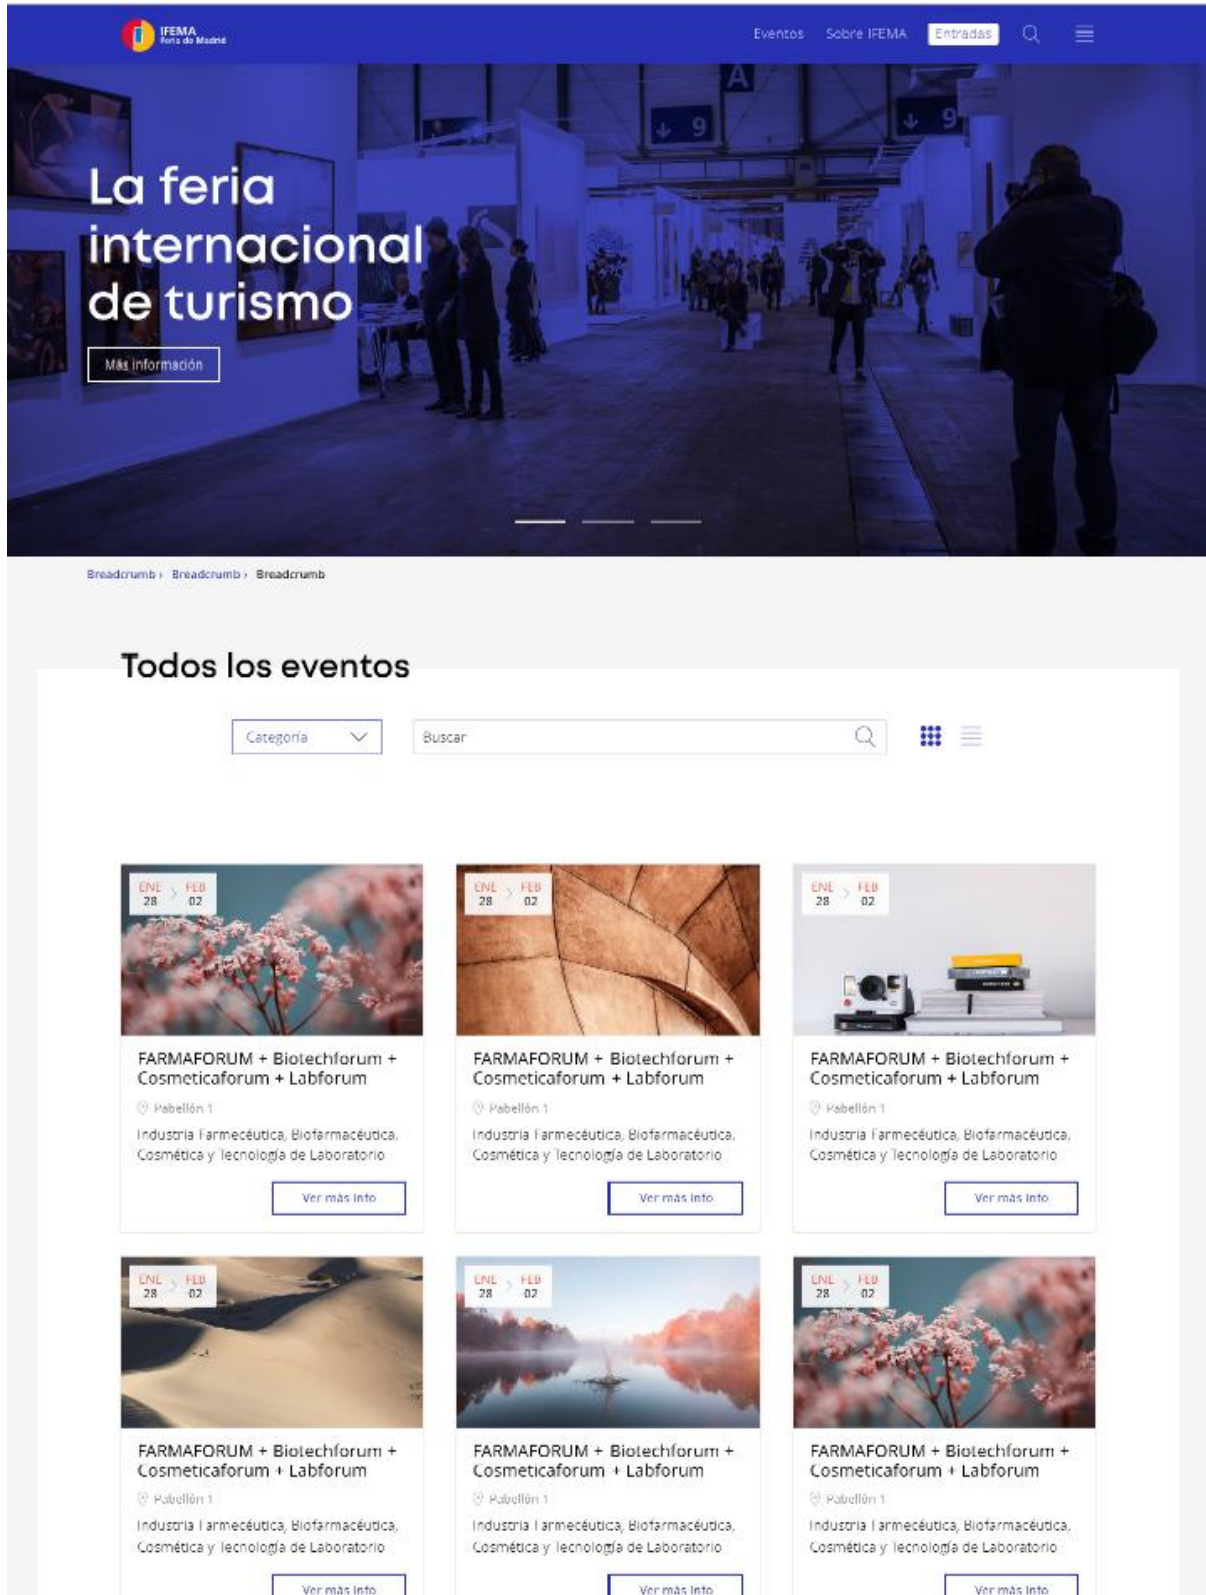 IFEMA
Feria de Madrid
Eventos Sobre IFEMA Entradas
A
9
9
La feria
internacional
de turismo
Más información
Breadcrumb › Breadcrumb › Breadcrumb
Todos los eventos
Categoría
Buscar
ENE > FEB
28 02
ENE > FEB
28 02
ENE > FEB
28 02
FARMAFORUM + Biotechforum +
Cosmeticaforum + Labforum
Pabellón 1
Industria Farmecéutica, Biofarmacéutica,
Cosmética y Tecnología de Laboratorio
Ver más info
FARMAFORUM + Biotechforum +
Cosmeticaforum + Labforum
Pabellón 1
Industria Farmecéutica, Biofarmacéutica,
Cosmética y Tecnología de Laboratorio
Ver más info
FARMAFORUM + Biotechforum +
Cosmeticaforum + Labforum
Pabellón 1
Industria Farmecéutica, Biofarmacéutica,
Cosmética y Tecnología de Laboratorio
Ver más info
ENE > FEB
28 02
ENE > FEB
28 02
ENE > FEB
28 02
FARMAFORUM + Biotechforum +
Cosmeticaforum + Labforum
Pabellón 1
Industria Farmecéutica, Biofarmacéutica,
Cosmética y Tecnología de Laboratorio
Ver más info
FARMAFORUM + Biotechforum +
Cosmeticaforum + Labforum
Pabellón 1
Industria Farmecéutica, Biofarmacéutica,
Cosmética y Tecnología de Laboratorio
Ver más info
FARMAFORUM + Biotechforum +
Cosmeticaforum + Labforum
Pabellón 1
Industria Farmecéutica, Biofarmacéutica,
Cosmética y Tecnología de Laboratorio
Ver más info